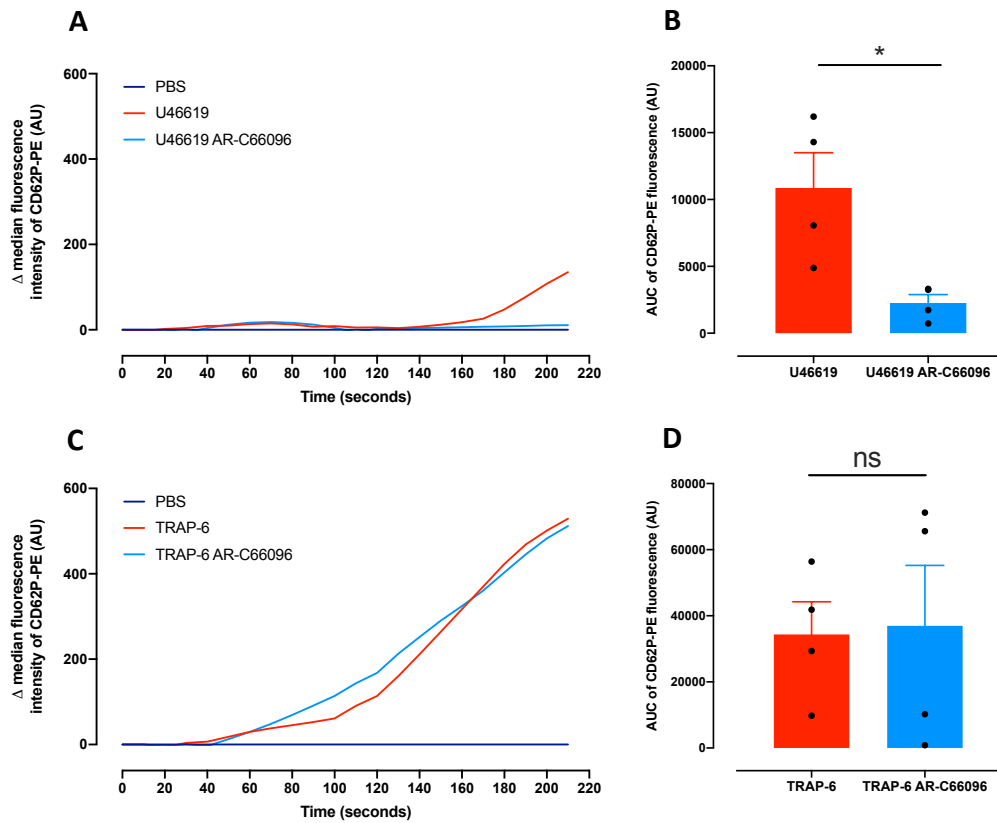 A
600
400
200
0
Δ median fluorescence
intensity of CD62P-PE (AU)
PBS
U46619
U46619 AR-C66096
0 20 40 60 80 100 120 140 160 180 200 220
Time (seconds)
B
*
20000
15000
10000
5000
0
AUC of CD62P-PE fluorescence (AU)
U46619 U46619 AR-C66096
C
600
400
200
0
Δ median fluorescence
intensity of CD62P-PE (AU)
PBS
TRAP-6
TRAP-6 AR-C66096
0 20 40 60 80 100 120 140 160 180 200 220
Time (seconds)
D
ns
80000
60000
40000
20000
0
AUC of CD62P-PE fluorescence (AU)
TRAP-6 TRAP-6 AR-C66096